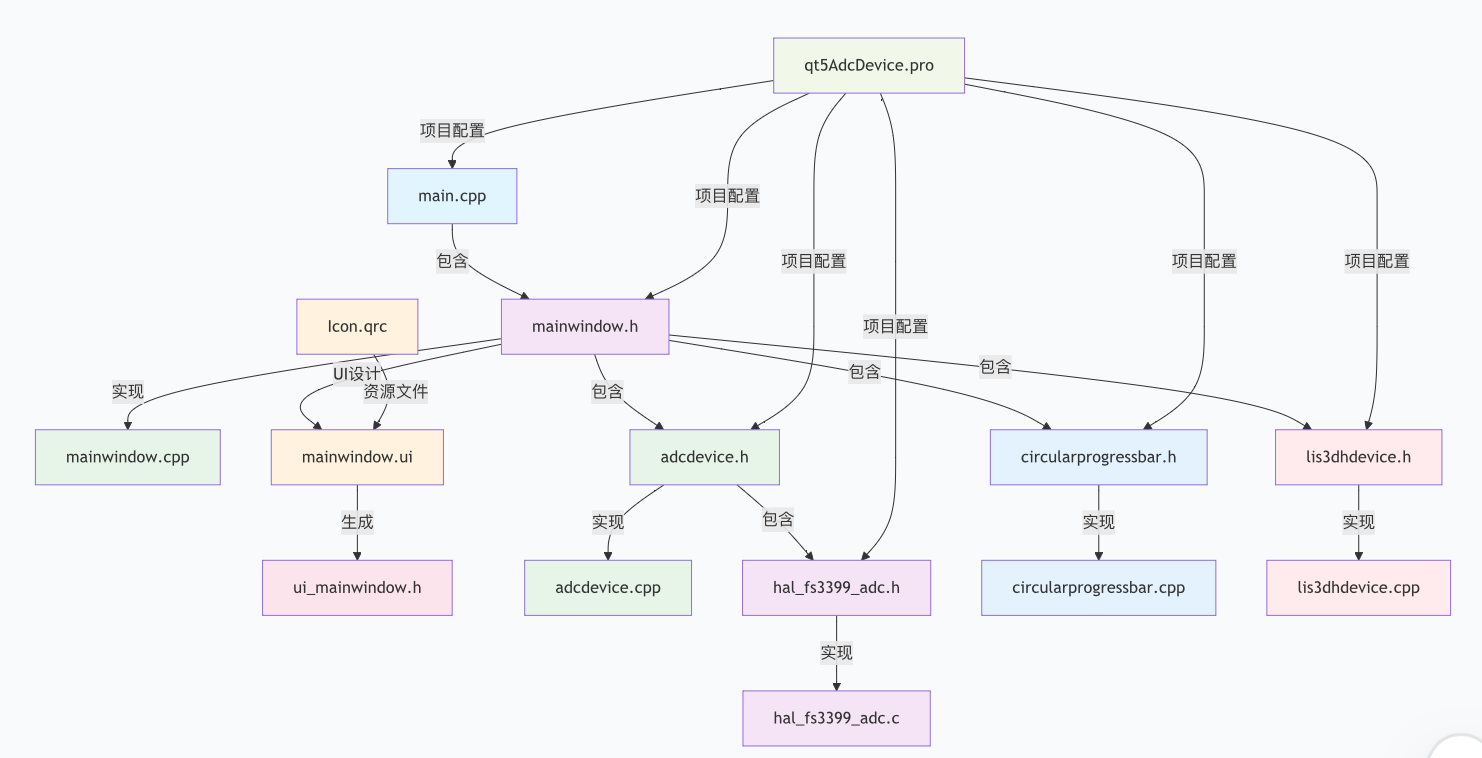 qt5AdcDevice.pro
项目配置
main.cpp
项目配置
包含
项目配置
项目配置
项目配置
Icon.qrc
mainwindow.h
项目配置
UI设计
包含
包含
实现
资源文件
包含
mainwindow.cpp
mainwindow.ui
adcdevice.h
circularprogressbar.h
lis3dhdevice.h
生成
实现
包含
实现
实现
ui_mainwindow.h
adcdevice.cpp
hal_fs3399_adc.h
circularprogressbar.cpp
lis3dhdevice.cpp
实现
hal_fs3399_adc.c